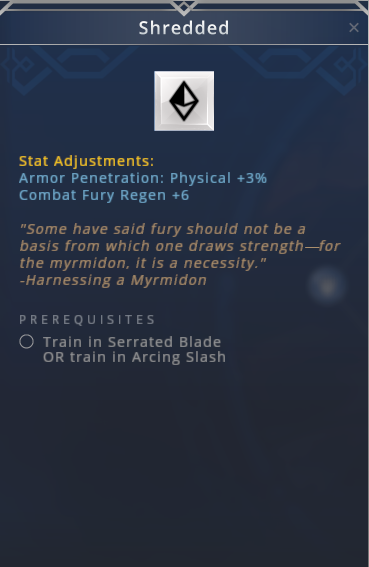 Shredded
Stat Adjustments:
Armor Penetration: Physical +3%
Combat Fury Regen +6
"Some have said fury should not be a
basis from which one draws strength—for
the myrmidon, it is a necessity."
-Harnessing a Myrmidon
PREREQUISITES
Train in Serrated Blade
OR train in Arcing Slash